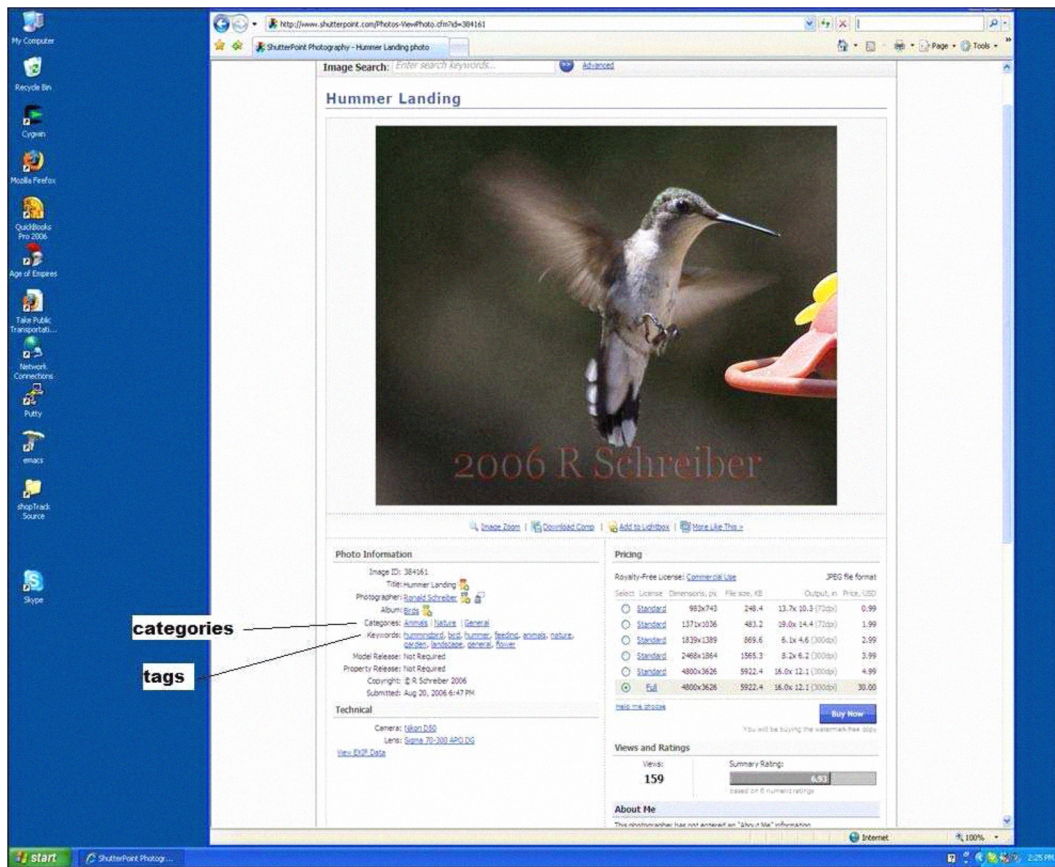 My Computer
Recycle Bin
Cygwin
Mozilla Firefox
QuickBooks
Pro 2006
Age of Empires
Take Public
Transportati...
Network
Connections
Putty
emacs
shopTrack
Source
Skype
http://www.shutterpoint.com/Photos-ViewPhoto.cfm?id=384161
ShutterPoint Photography - Hummer Landing photo
Page
Tools
Image Search: Enter search keywords... Advanced
Hummer Landing
2006 R Schreiber
Image Zoom | Download Comp | Add to Lightbox | More Like This »
Photo Information
Image ID: 384161
Title: Hummer Landing
Photographer: Ronald Schreiber
Album: Birds
Categories: Animals | Nature | General
Keywords: hummingbird, bird, hummer, feeding, animals, nature,
garden, landscape, general, flower
Model Release: Not Required
Property Release: Not Required
Copyright: © R Schreiber 2006
Submitted: Aug 20, 2006 6:47 PM
Technical
Camera: Nikon D50
Lens: Sigma 70-300 APO DG
View EXIF Data
categories
tags
Pricing
Royalty-Free License: Commercial Use JPEG file format
Select License Dimensions, px File size, KB Output, in Price, USD
Standard 983x743 248.4 13.7x 10.3 (72dpi) 0.99
Standard 1371x1036 483.2 19.0x 14.4 (72dpi) 1.99
Standard 1839x1389 869.6 6.1x 4.6 (300dpi) 2.99
Standard 2468x1864 1565.3 8.2x 6.2 (300dpi) 3.99
Standard 4800x3626 5922.4 16.0x 12.1 (300dpi) 4.99
Full 4800x3626 5922.4 16.0x 12.1 (300dpi) 30.00
Help me choose
Buy Now
You will be buying the watermark-free copy
Views and Ratings
Views:
159
Summary Rating:
6.93
based on 6 numeric ratings
About Me
This photographer has not entered an "About Me" information
Internet
100%
start
ShutterPoint Photogr...
2:25 PM